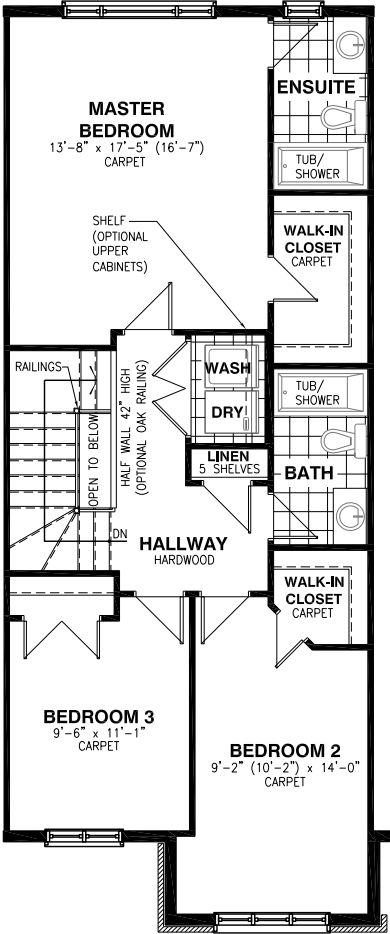 MASTER
BEDROOM
13'-8" x 17'-5" (16'-7")
CARPET
ENSUITE
TUB/
SHOWER
SHELF
(OPTIONAL
UPPER
CABINETS)
WALK-IN
CLOSET
CARPET
RAILINGS
OPEN TO BELOW
HALF WALL 42" HIGH
(OPTIONAL OAK RAILING)
WASH
DRY
TUB/
SHOWER
LINEN
5 SHELVES
BATH
DN
HALLWAY
HARDWOOD
WALK-IN
CLOSET
CARPET
BEDROOM 3
9'-6" x 11'-1"
CARPET
BEDROOM 2
9'-2" (10'-2") x 14'-0"
CARPET